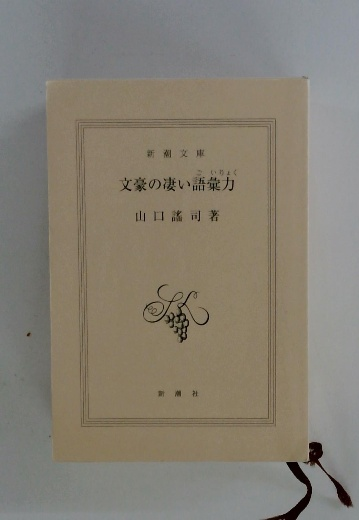 新潮文庫
ごいりょく
文豪の凄い語彙力
山口謠司著
新潮社